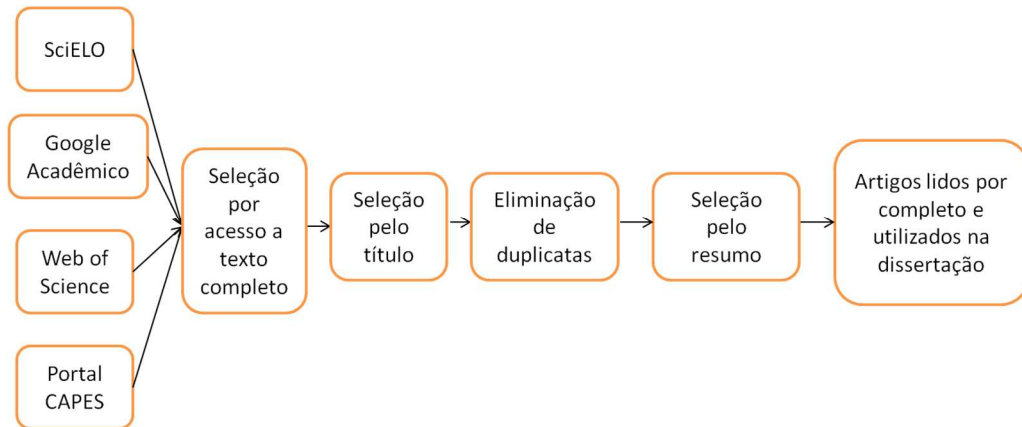 SciELO
Google
Acadêmico
Web of
Science
Portal
CAPES
Seleção
por
acesso a
texto
completo
Seleção
pelo
título
Eliminação
de
duplicatas
Seleção
pelo
resumo
Artigos lidos por
completo e
utilizados na
dissertação